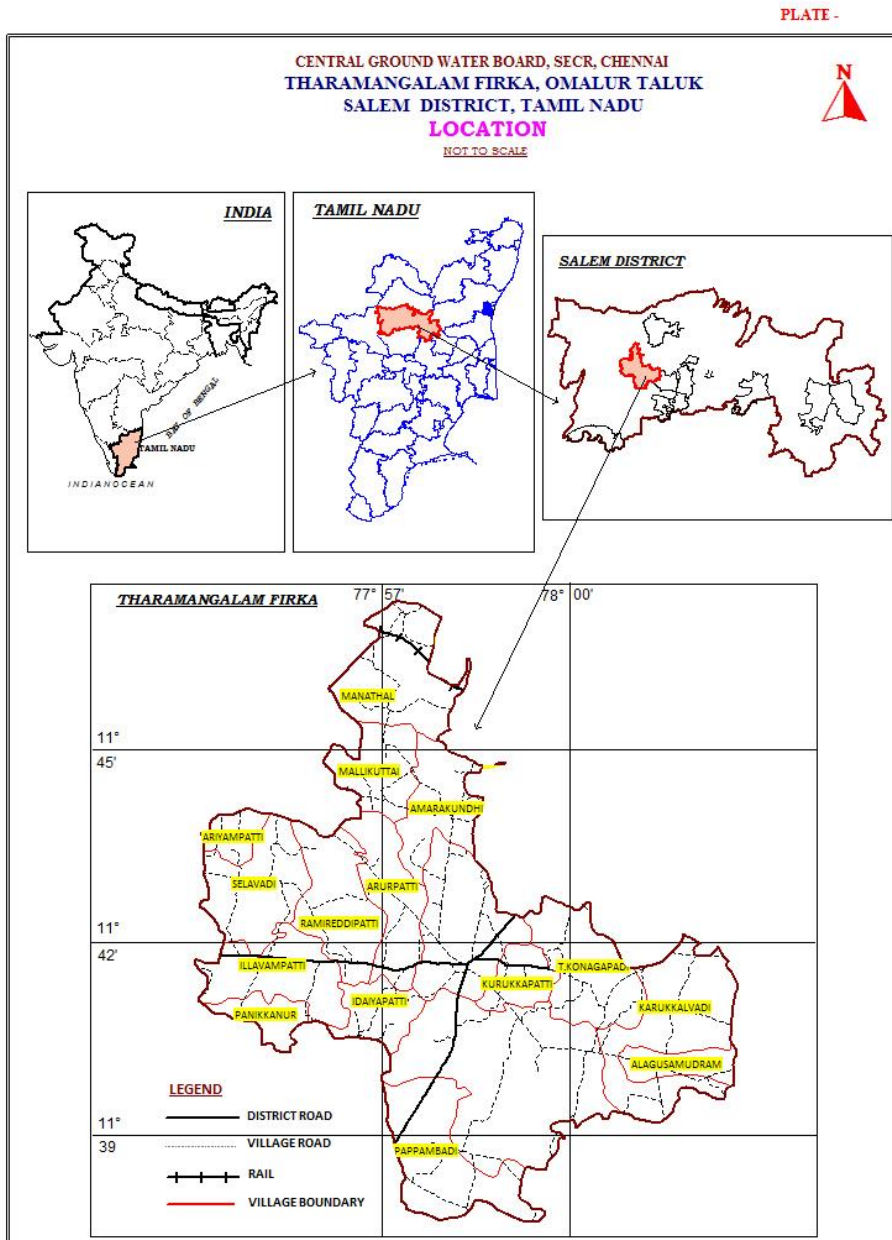 PLATE -
CENTRAL GROUND WATER BOARD, SECR, CHENNAI
THARAMANGALAM FIRKA, OMALUR TALUK
SALEM DISTRICT, TAMIL NADU
LOCATION
NOT TO SCALE
N
INDIA
BAY OF BENGAL
TAMIL NADU
INDIANOCEAN
TAMIL NADU
SALEM DISTRICT
THARAMANGALAM FIRKA
77° 57'
78° 00'
MANATHAL
11°
45'
MALLIKUTTAI
AMARAKUNDHI
ARIYAMPATTI
SELAVADI
ARURPATTI
RAMIREDDIPATTI
11°
42'
ILLAVAMPATTI
T.KONAGAPADI
KURUKKAPATTI
IDAIYAPATTI
PANIKKANUR
KARUKKALVADI
ALAGUSAMUDRAM
11°
39
PAPPAMBADI
LEGEND
DISTRICT ROAD
VILLAGE ROAD
RAIL
VILLAGE BOUNDARY